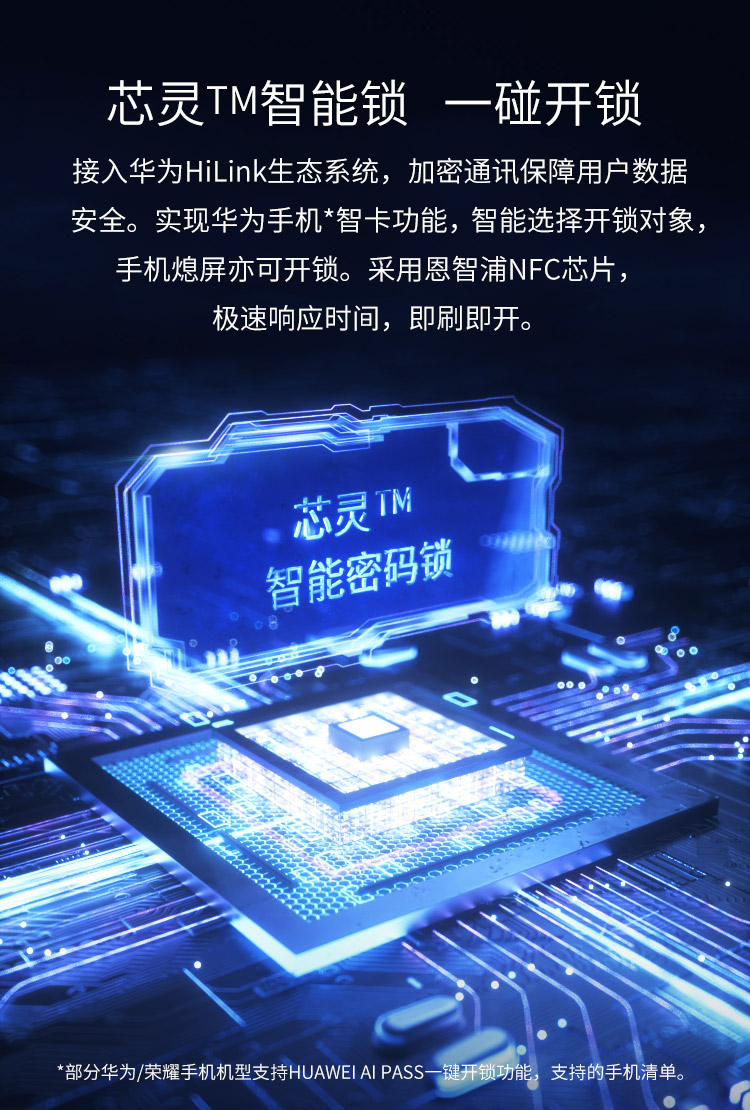 芯灵TM智能锁 一碰开锁
接入华为HiLink生态系统，加密通讯保障用户数据
安全。实现华为手机*智卡功能，智能选择开锁对象，
手机熄屏亦可开锁。采用恩智浦NFC芯片，
极速响应时间，即刷即开。
芯灵TM
智能密码锁
*部分华为/荣耀手机机型支持HUAWEI AI PASS一键开锁功能，支持的手机清单。